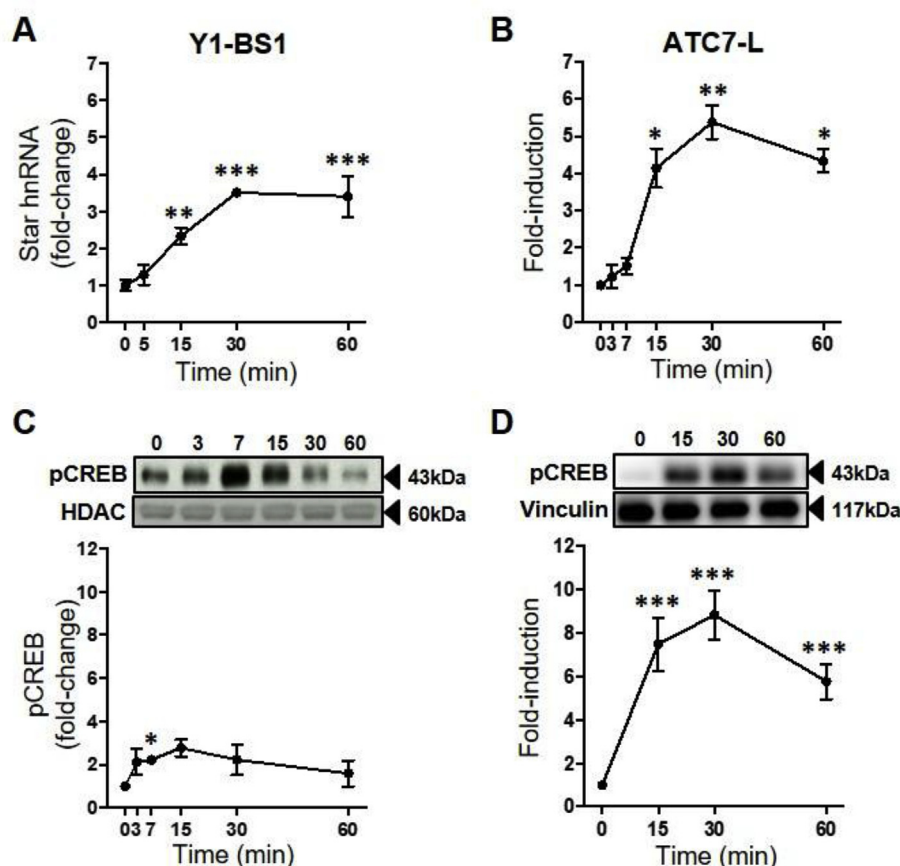 A
Y1-BS1
Star hnRNA
(fold-change)
7
6
5
4
3
2
1
0
**
***
***
0 5 15 30 60
Time (min)
B
ATC7-L
Fold-induction
7
6
5
4
3
2
1
0
*
**
*
03 7 15 30 60
Time (min)
C
0 3 7 15 30 60
pCREB 43kDa
HDAC 60kDa
pCREB
(fold-change)
12
10
8
6
4
2
0
*
03 7 15 30 60
Time (min)
D
0 15 30 60
pCREB 43kDa
Vinculin 117kDa
Fold-induction
12
10
8
6
4
2
0
***
***
***
0 15 30 60
Time (min)